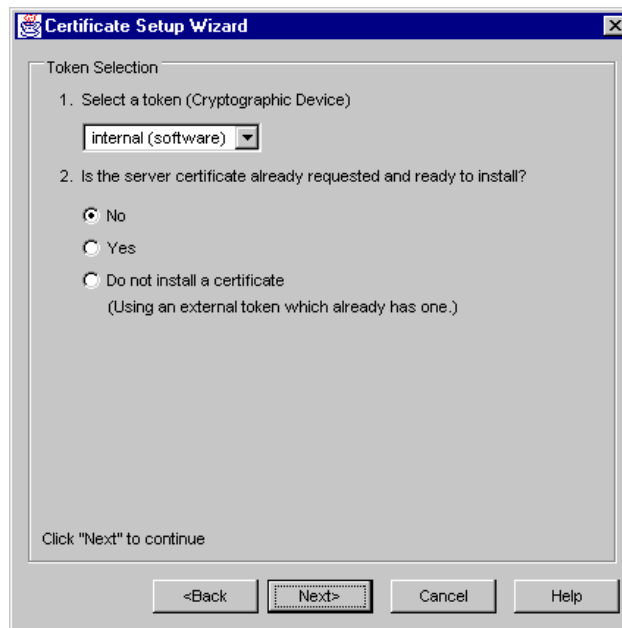 Certificate Setup Wizard
Token Selection
1. Select a token (Cryptographic Device)
internal (software)
2. Is the server certificate already requested and ready to install?
No
Yes
Do not install a certificate
(Using an external token which already has one.)
Click "Next" to continue
<Back Next> Cancel Help